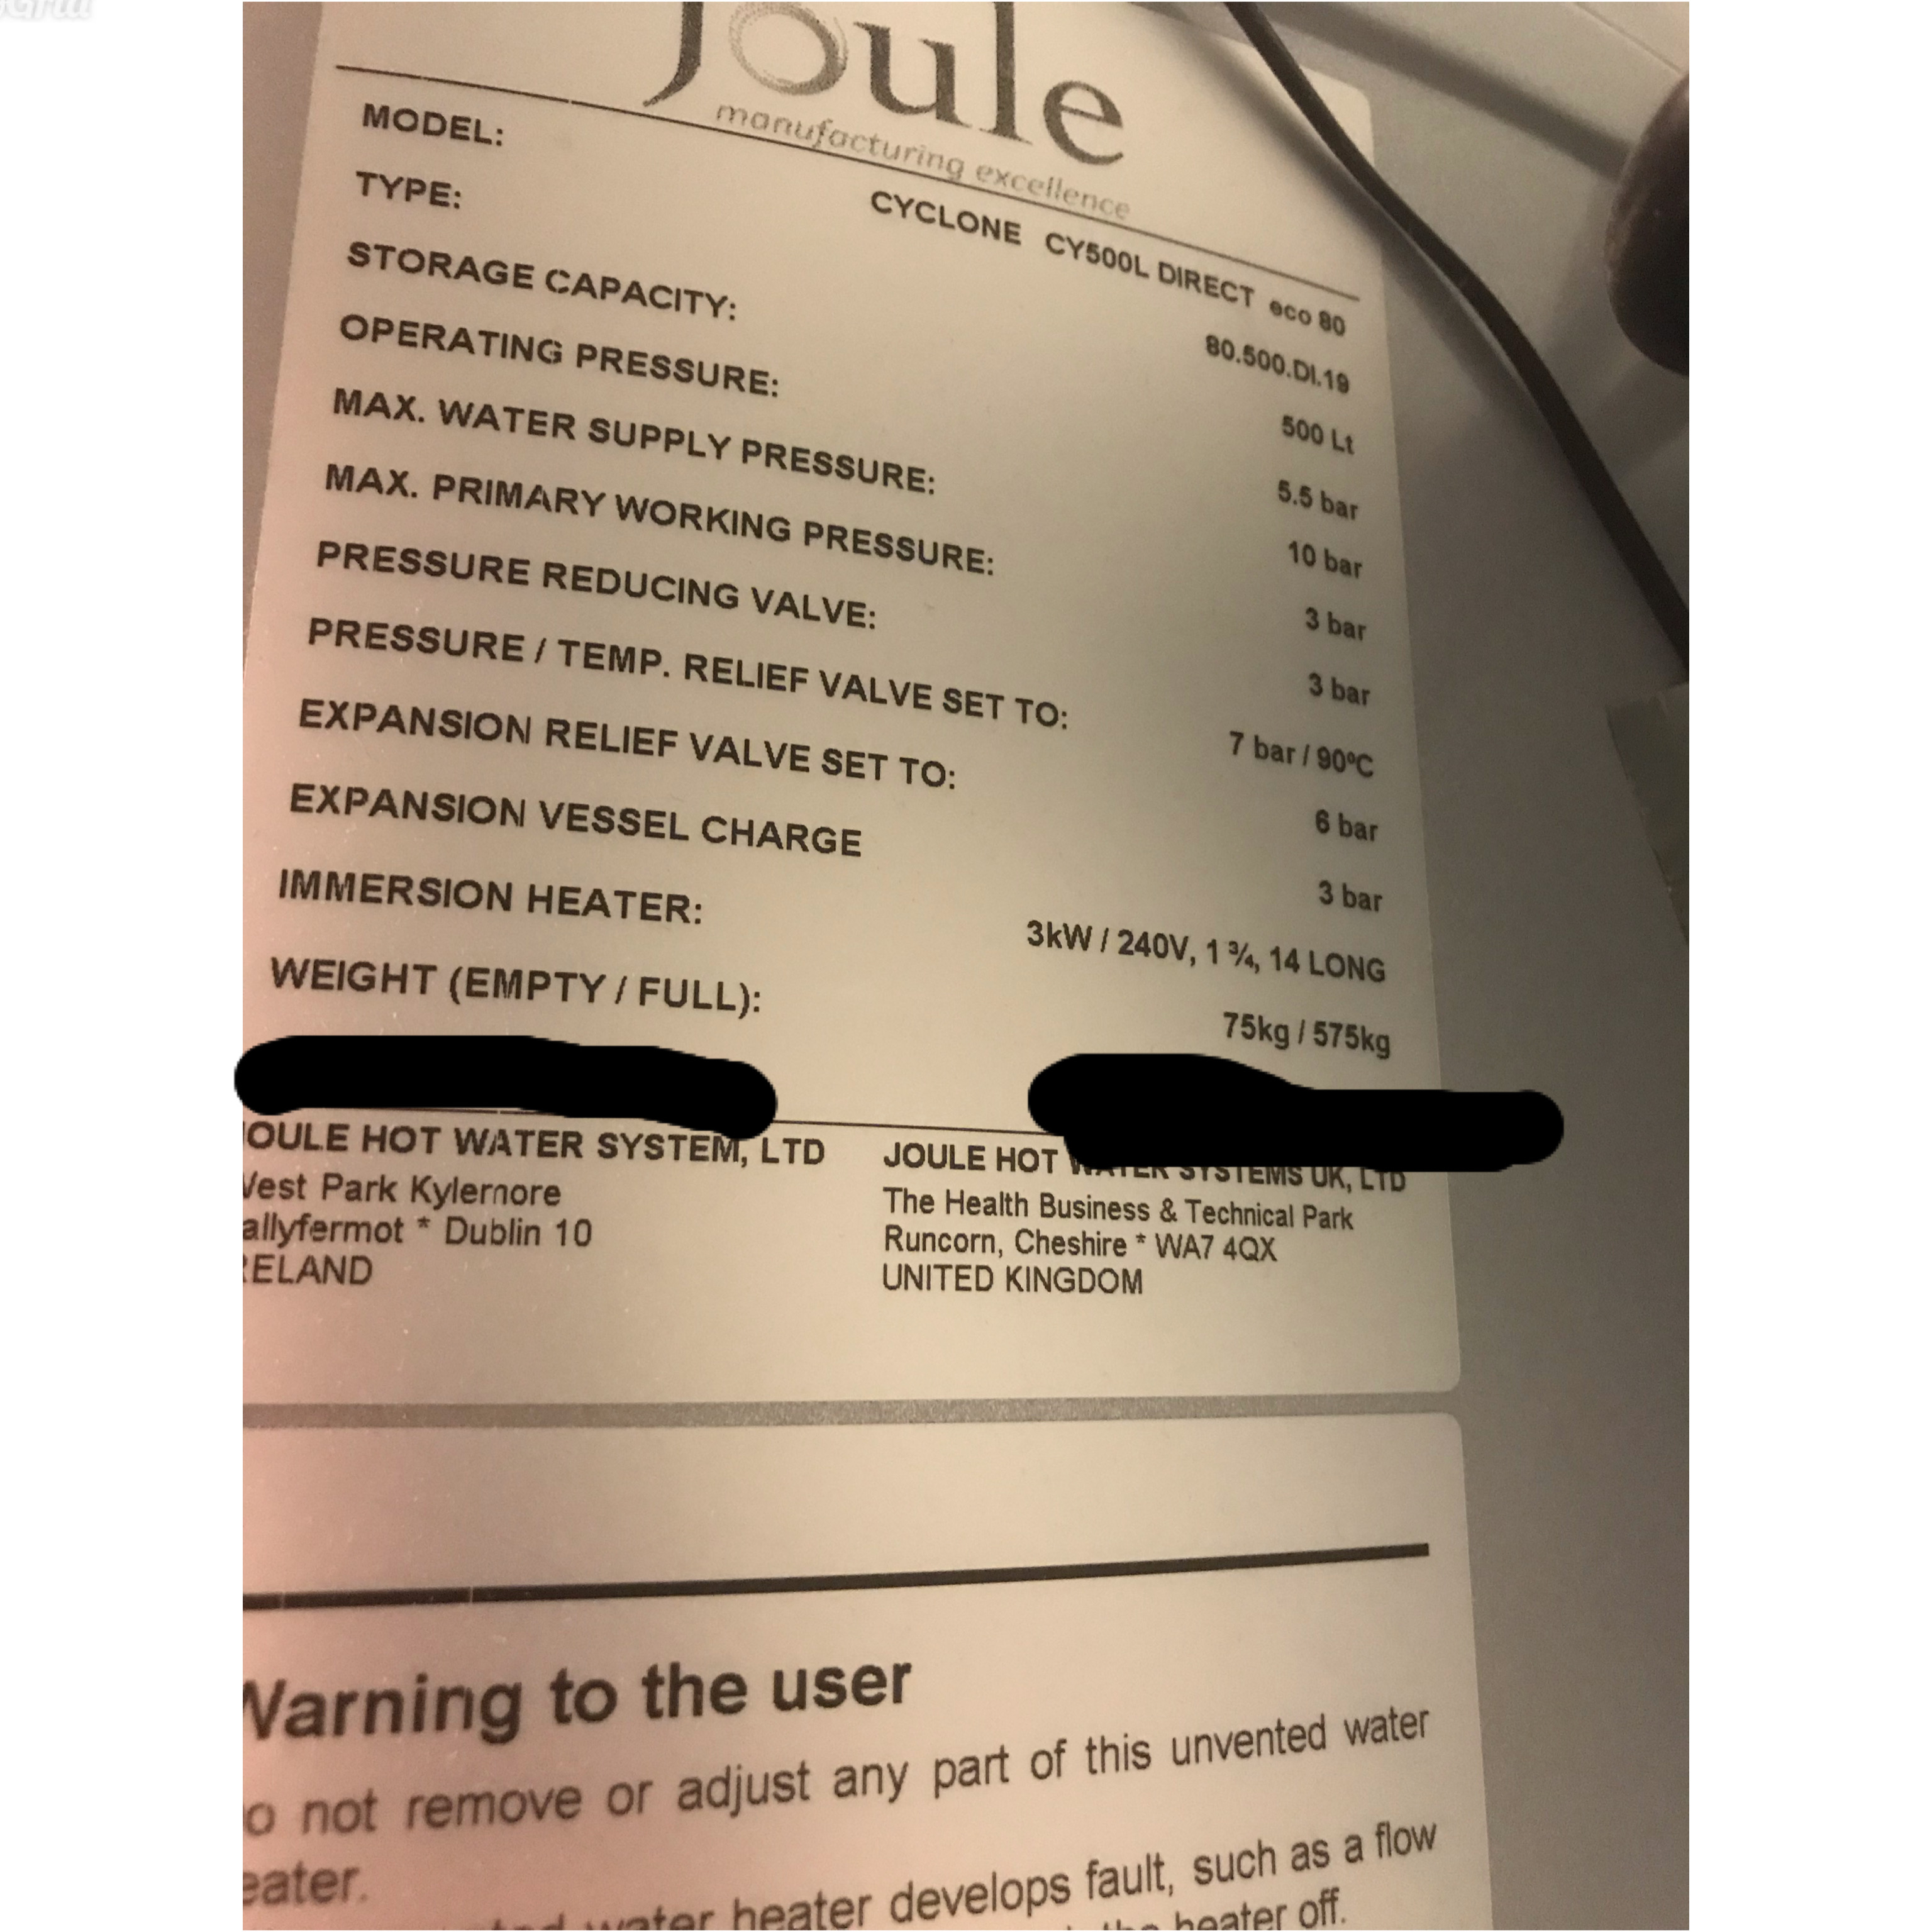 Joule
manufacturing excellence
MODEL: CYCLONE CY500L DIRECT eco 80
TYPE: 80.500.DI.19
STORAGE CAPACITY: 500 Lt
OPERATING PRESSURE: 5.5 bar
MAX. WATER SUPPLY PRESSURE: 10 bar
MAX. PRIMARY WORKING PRESSURE: 3 bar
PRESSURE REDUCING VALVE: 3 bar
PRESSURE / TEMP. RELIEF VALVE SET TO: 7 bar / 90ºC
EXPANSION RELIEF VALVE SET TO: 6 bar
EXPANSION VESSEL CHARGE 3 bar
IMMERSION HEATER: 3kW / 240V, 1 ¾, 14 LONG
WEIGHT (EMPTY / FULL): 75kg / 575kg
OULE HOT WATER SYSTEM, LTD
Vest Park Kylemore
allyfermot * Dublin 10
RELAND
JOULE HOT WATER SYSTEMS UK, LTD
The Health Business & Technical Park
Runcorn, Cheshire * WA7 4QX
UNITED KINGDOM
Warning to the user
o not remove or adjust any part of this unvented water
eater.
water heater develops fault, such as a flow
heater off.